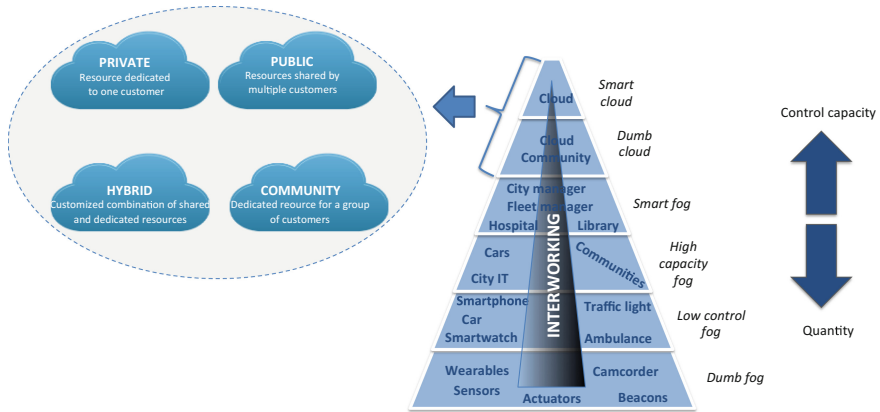 PRIVATE
Resource dedicated
to one customer
PUBLIC
Resources shared by
multiple customers
HYBRID
Customized combination of shared
and dedicated resources
COMMUNITY
Dedicated reource for a group
of customers
Cloud
Smart
cloud
Cloud
Community
Dumb
cloud
City manager
Fleet manager
Hospital
Library
Smart fog
Cars
City IT
Communities
High
capacity
fog
Smartphone
Car
Smartwatch
Traffic light
Ambulance
Low control
fog
Wearables
Sensors
Camcorder
Actuators
Beacons
Dumb fog
INTERWORKING
Control capacity
Quantity